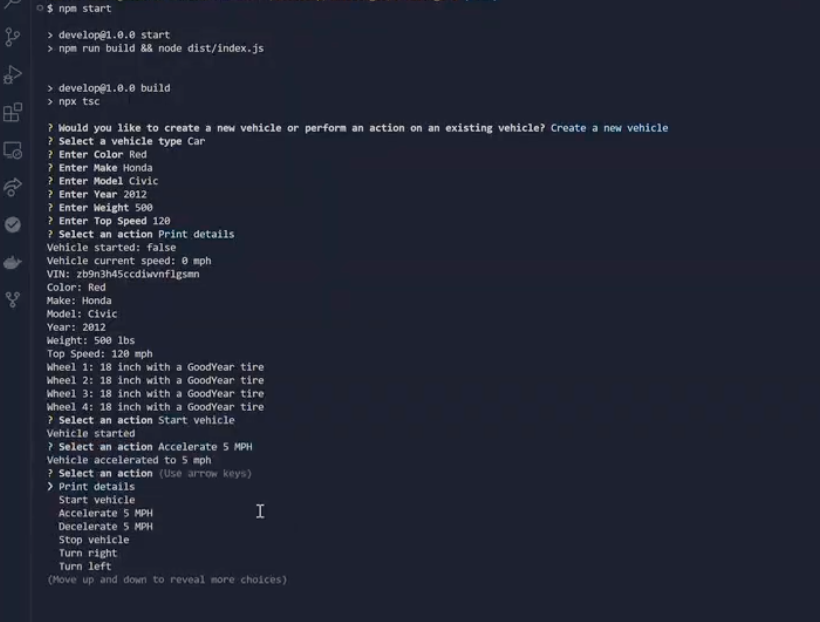 $ npm start
> develop@1.0.0 start
> npm run build && node dist/index.js
> develop@1.0.0 build
> npx tsc
? Would you like to create a new vehicle or perform an action on an existing vehicle? Create a new vehicle
? Select a vehicle type Car
? Enter Color Red
? Enter Make Honda
? Enter Model Civic
? Enter Year 2012
? Enter Weight 500
? Enter Top Speed 120
? Select an action Print details
Vehicle started: false
Vehicle current speed: 0 mph
VIN: zb9n3h45ccdiwvnflgsmn
Color: Red
Make: Honda
Model: Civic
Year: 2012
Weight: 500 lbs
Top Speed: 120 mph
Wheel 1: 18 inch with a GoodYear tire
Wheel 2: 18 inch with a GoodYear tire
Wheel 3: 18 inch with a GoodYear tire
Wheel 4: 18 inch with a GoodYear tire
? Select an action Start vehicle
Vehicle started
? Select an action Accelerate 5 MPH
Vehicle accelerated to 5 mph
? Select an action (Use arrow keys)
❯ Print details
Start vehicle
Accelerate 5 MPH
Decelerate 5 MPH
Stop vehicle
Turn right
Turn left
(Move up and down to reveal more choices)